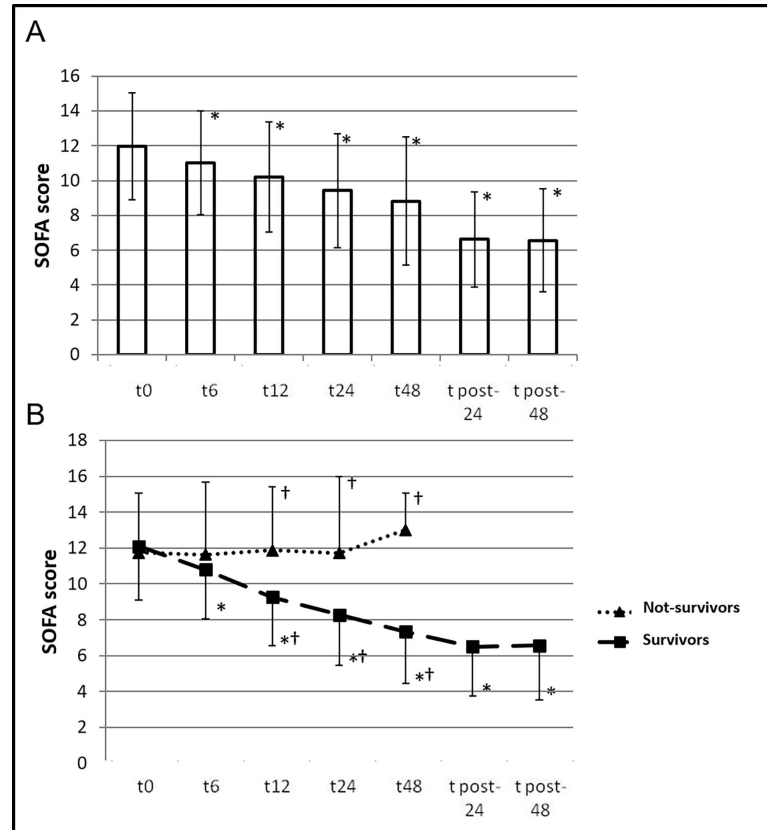 A
16
14
12
10
8
6
4
2
0
SOFA score
* * * * * *
t0 t6 t12 t24 t48 t post- t post-
24 48
B
18
16
14
12
10
8
6
4
2
0
SOFA score
† † †
* *† *† *† * *
t0 t6 t12 t24 t48 t post- t post-
24 48
Not-survivors
Survivors